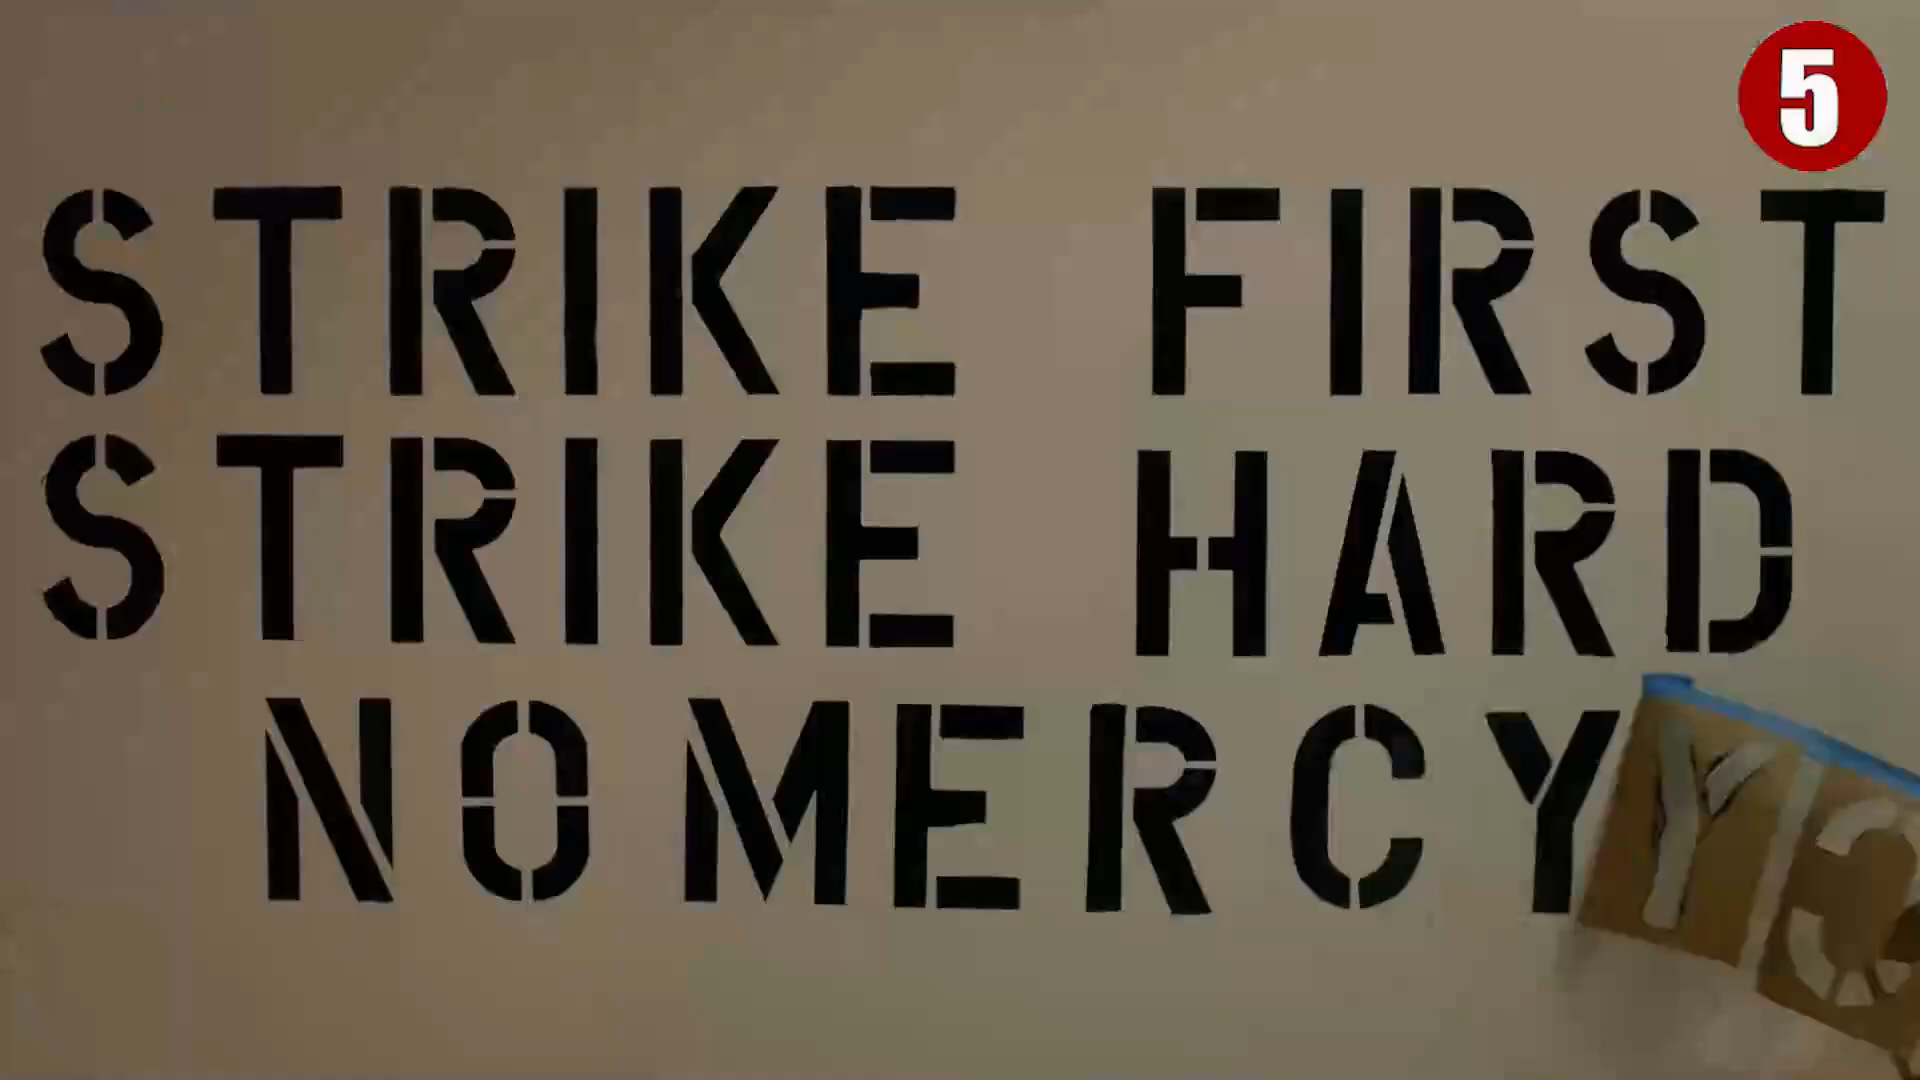 5
STRIKE FIRST
STRIKE HARD
NO MERCY
Y